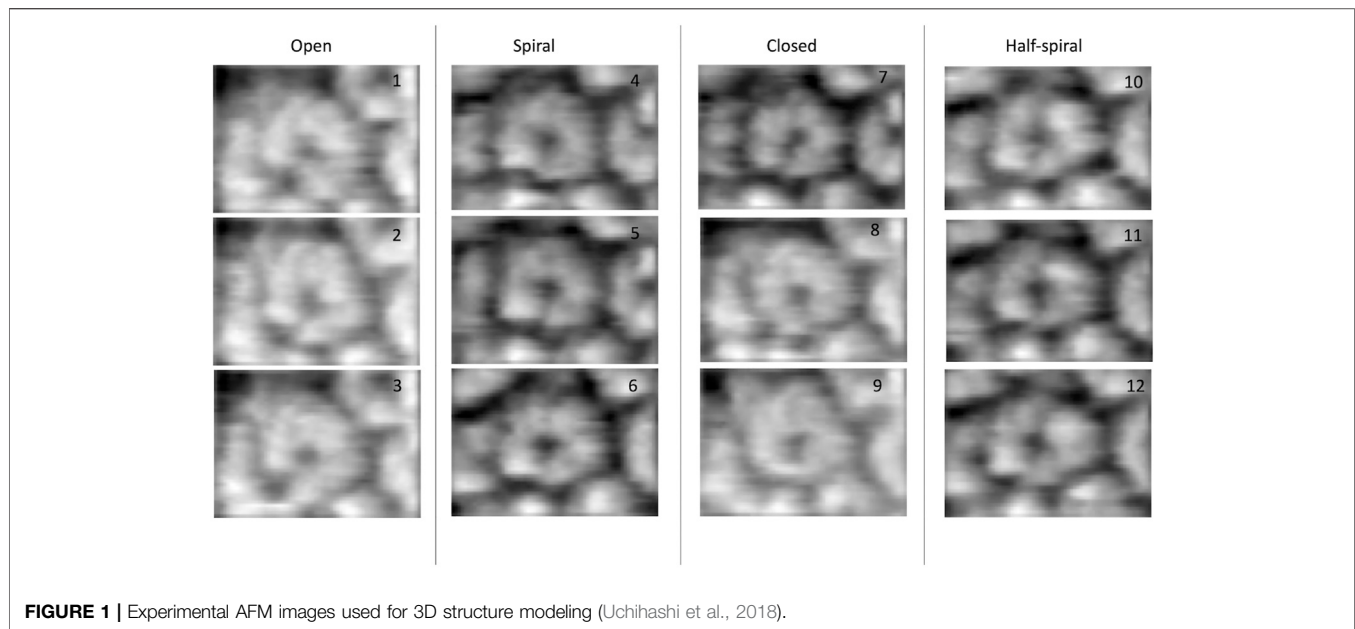 Open Spiral Closed Half-spiral
1 4 7 10
2 5 8 11
3 6 9 12
FIGURE 1 | Experimental AFM images used for 3D structure modeling (Uchihashi et al., 2018).